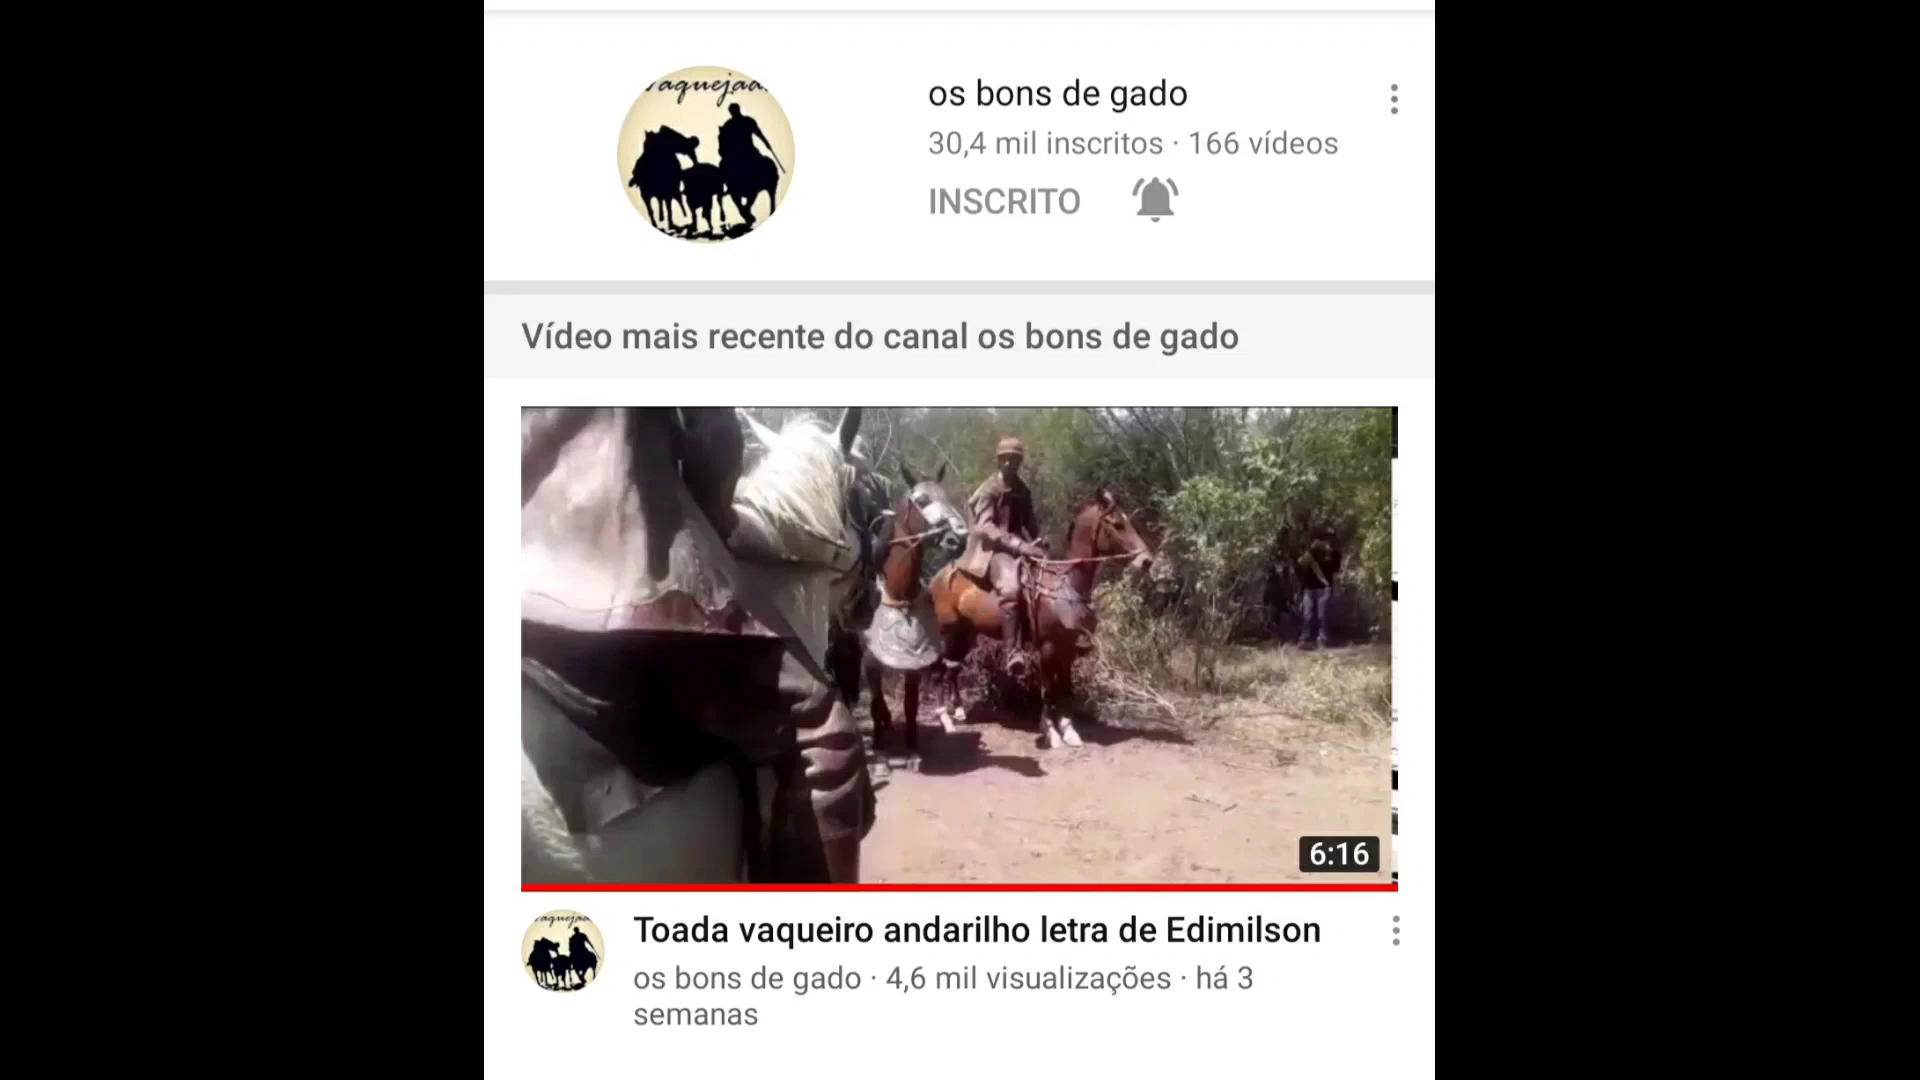 aquejad
os bons de gado
30,4 mil inscritos · 166 vídeos
INSCRITO
Vídeo mais recente do canal os bons de gado
6:16
aquejad
Toada vaqueiro andarilho letra de Edimilson
os bons de gado · 4,6 mil visualizações · há 3
semanas